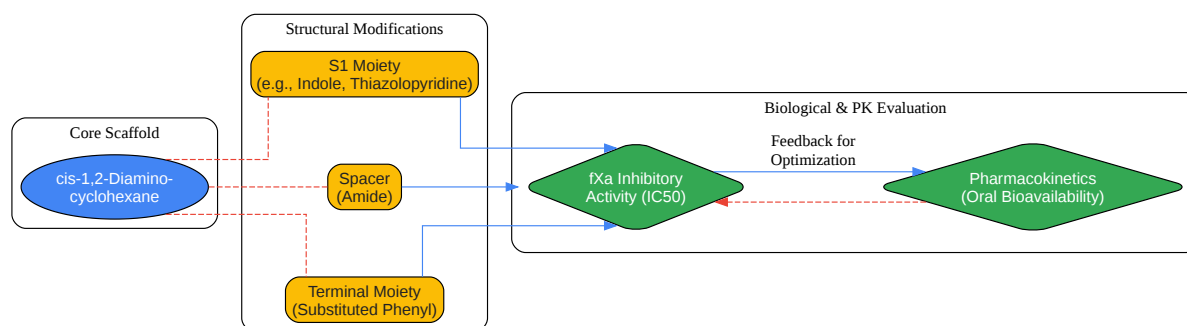 Structural Modifications
S1 Moiety
(e.g., Indole, Thiazolopyridine)
Core Scaffold
cis-1,2-Diamino-
cyclohexane
Spacer
(Amide)
Terminal Moiety
(Substituted Phenyl)
Biological & PK Evaluation
fXa Inhibitory
Activity (IC50)
Feedback for
Optimization
Pharmacokinetics
(Oral Bioavailability)